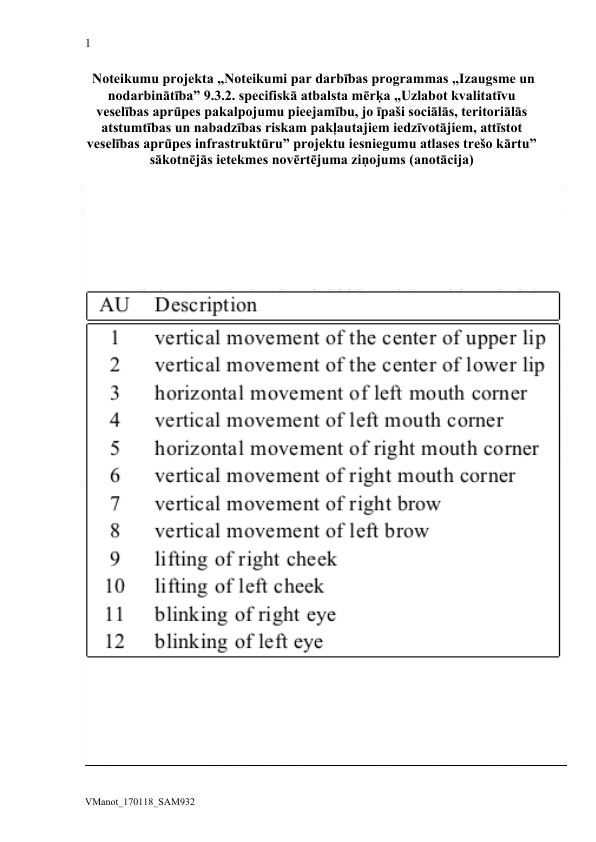 1
Noteikumu projekta „Noteikumi par darbības programmas „Izaugsme un
nodarbinātība” 9.3.2. specifiskā atbalsta mērķa „Uzlabot kvalitatīvu
veselības aprūpes pakalpojumu pieejamību, jo īpaši sociālās, teritoriālās
atstumtības un nabadzības riskam pakļautajiem iedzīvotājiem, attīstot
veselības aprūpes infrastruktūru” projektu iesniegumu atlases trešo kārtu”
sākotnējās ietekmes novērtējuma ziņojums (anotācija)
AU Description
1 vertical movement of the center of upper lip
2 vertical movement of the center of lower lip
3 horizontal movement of left mouth corner
4 vertical movement of left mouth corner
5 horizontal movement of right mouth corner
6 vertical movement of right mouth corner
7 vertical movement of right brow
8 vertical movement of left brow
9 lifting of right cheek
10 lifting of left cheek
11 blinking of right eye
12 blinking of left eye
VManot_170118_SAM932